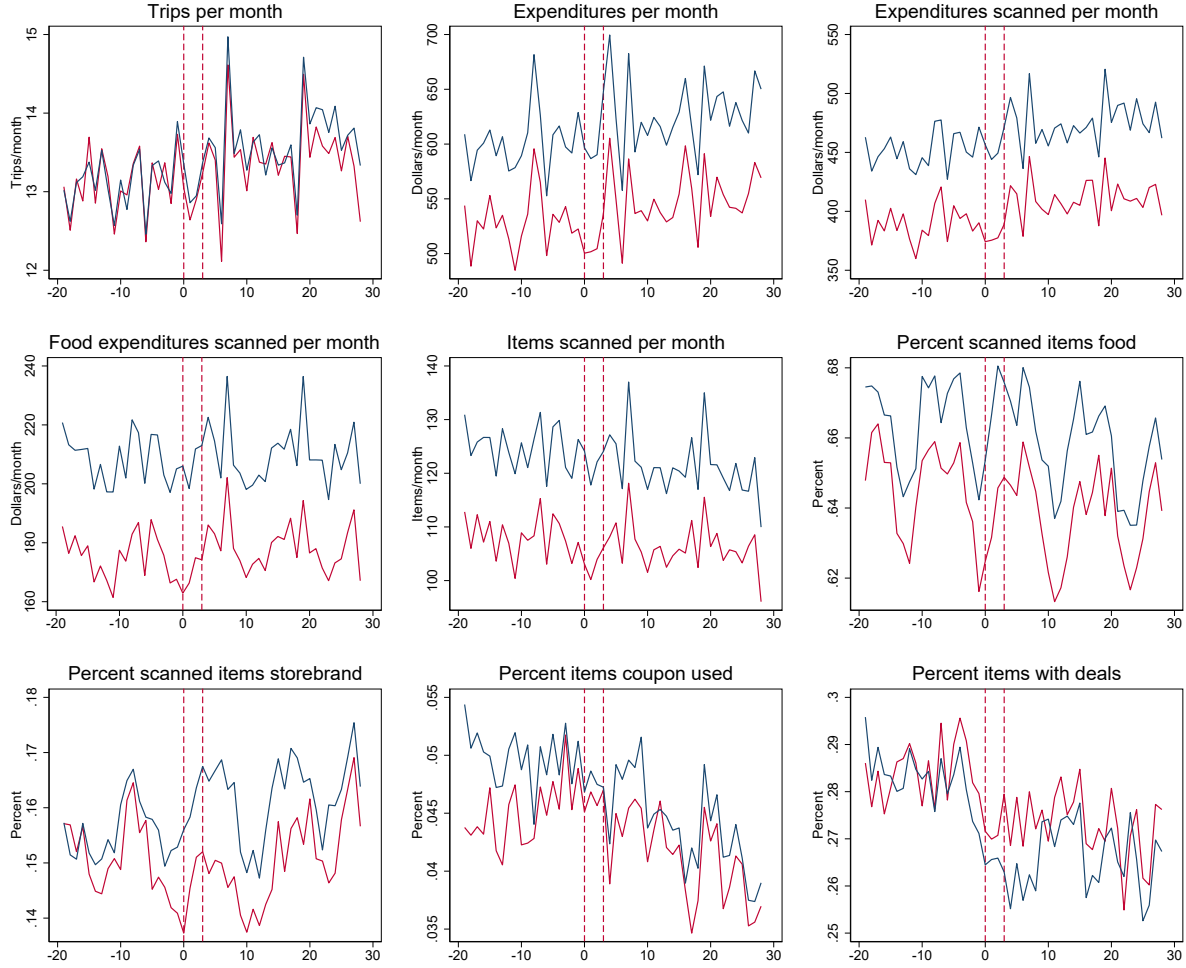 Trips per month
Trips/month
15
14
13
12
-20 -10 0 10 20 30
Expenditures per month
Dollars/month
700
650
600
550
500
-20 -10 0 10 20 30
Expenditures scanned per month
Dollars/month
550
500
450
400
350
-20 -10 0 10 20 30
Food expenditures scanned per month
Dollars/month
240
220
200
180
160
-20 -10 0 10 20 30
Items scanned per month
Items/month
140
130
120
110
100
-20 -10 0 10 20 30
Percent scanned items food
Percent
.68
.66
.64
.62
-20 -10 0 10 20 30
Percent scanned items storebrand
Percent
.18
.17
.16
.15
.14
-20 -10 0 10 20 30
Percent items coupon used
Percent
.055
.05
.045
.04
.035
-20 -10 0 10 20 30
Percent items with deals
Percent
.3
.29
.28
.27
.26
.25
-20 -10 0 10 20 30